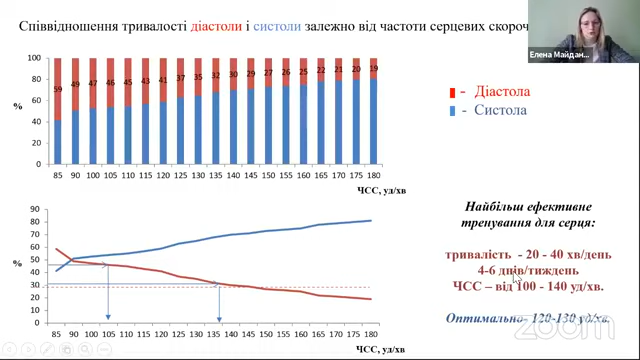 Співвідношення тривалості діастоли і систоли залежно від частоти серцевих скороч
Елена Майдан...
100
80
60
40
20
0
%
59 49 47 46 45 43 41 37 35 32 30 29 27 26 25 22 21 20 19
85 90 100 105 110 115 120 125 130 135 140 145 150 155 160 165 170 175 180
ЧСС, уд/хв
- Діастола
- Систола
90
80
70
60
50
40
30
20
10
0
%
85 90 100 105 110 115 120 125 130 135 140 145 150 155 160 165 170 175 180
ЧСС, уд/хв
Найбільш ефективне
тренування для серця:
тривалість - 20 - 40 хв/день
4-6 днів/тиждень
ЧСС – від 100 - 140 уд/хв.
Оптимально- 120-130 уд/хв.
zoom